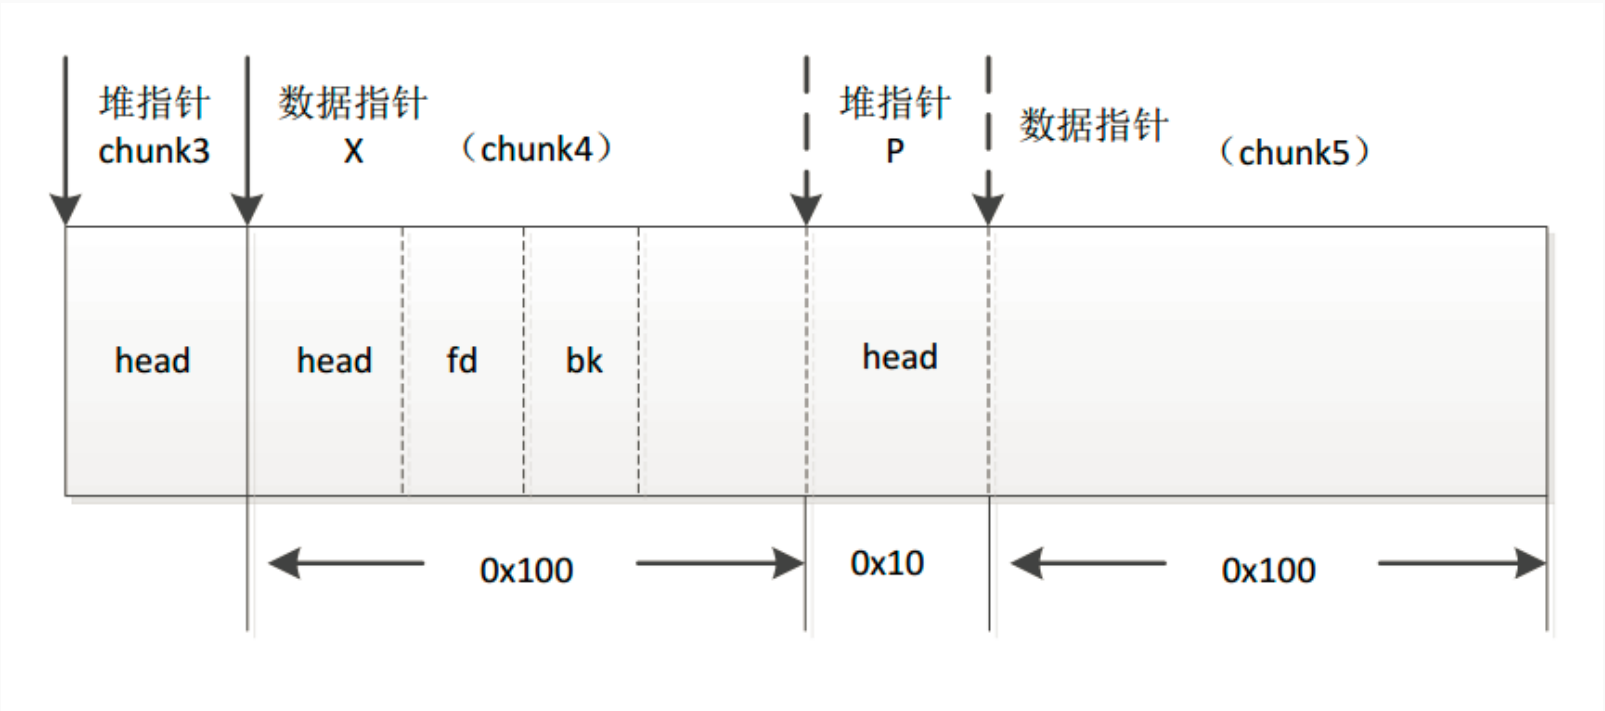 堆指针
chunk3
数据指针
X
（chunk4）
堆指针
P
数据指针
（chunk5）
head
head
fd
bk
head
0x100
0x10
0x100